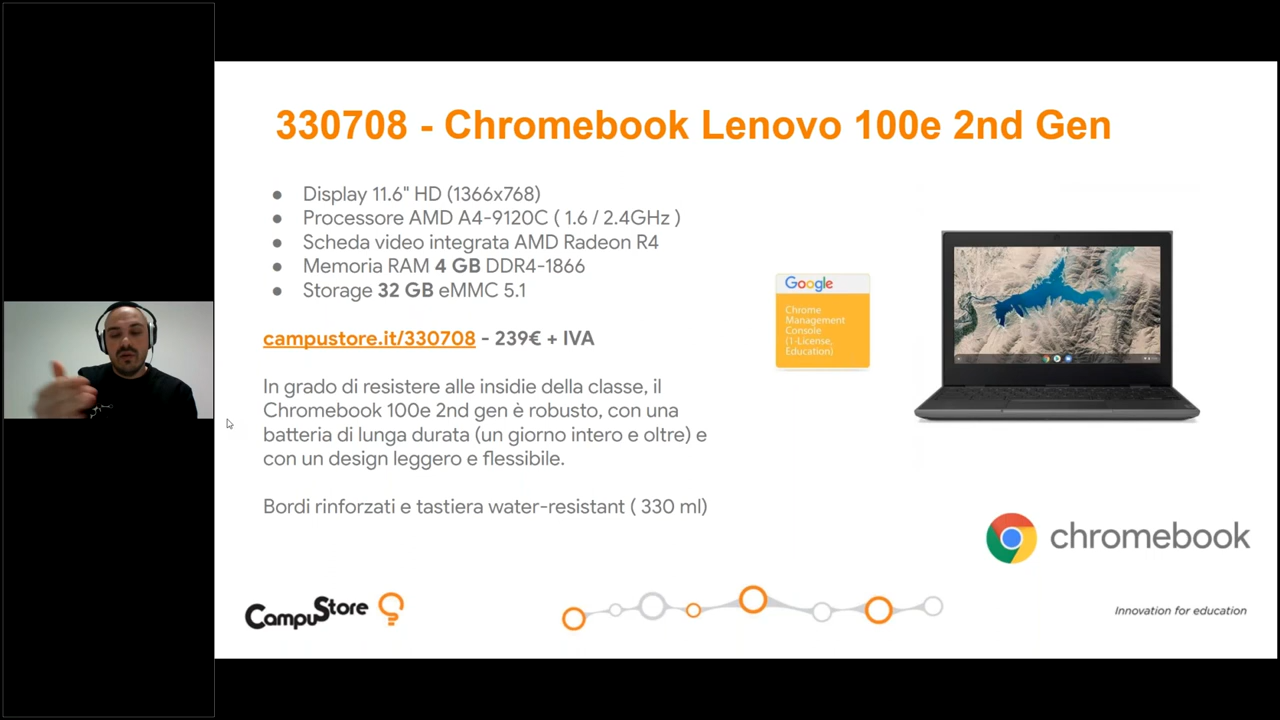 330708 - Chromebook Lenovo 100e 2nd Gen
● Display 11.6" HD (1366x768)
● Processore AMD A4-9120C ( 1.6 / 2.4GHz )
● Scheda video integrata AMD Radeon R4
● Memoria RAM 4 GB DDR4-1866
● Storage 32 GB eMMC 5.1
campustore.it/330708 - 239€ + IVA
In grado di resistere alle insidie della classe, il
Chromebook 100e 2nd gen è robusto, con una
batteria di lunga durata (un giorno intero e oltre) e
con un design leggero e flessibile.
Bordi rinforzati e tastiera water-resistant ( 330 ml)
Google
Chrome
Management
Console
(1-License,
Education)
chromebook
CampuStore
Innovation for education